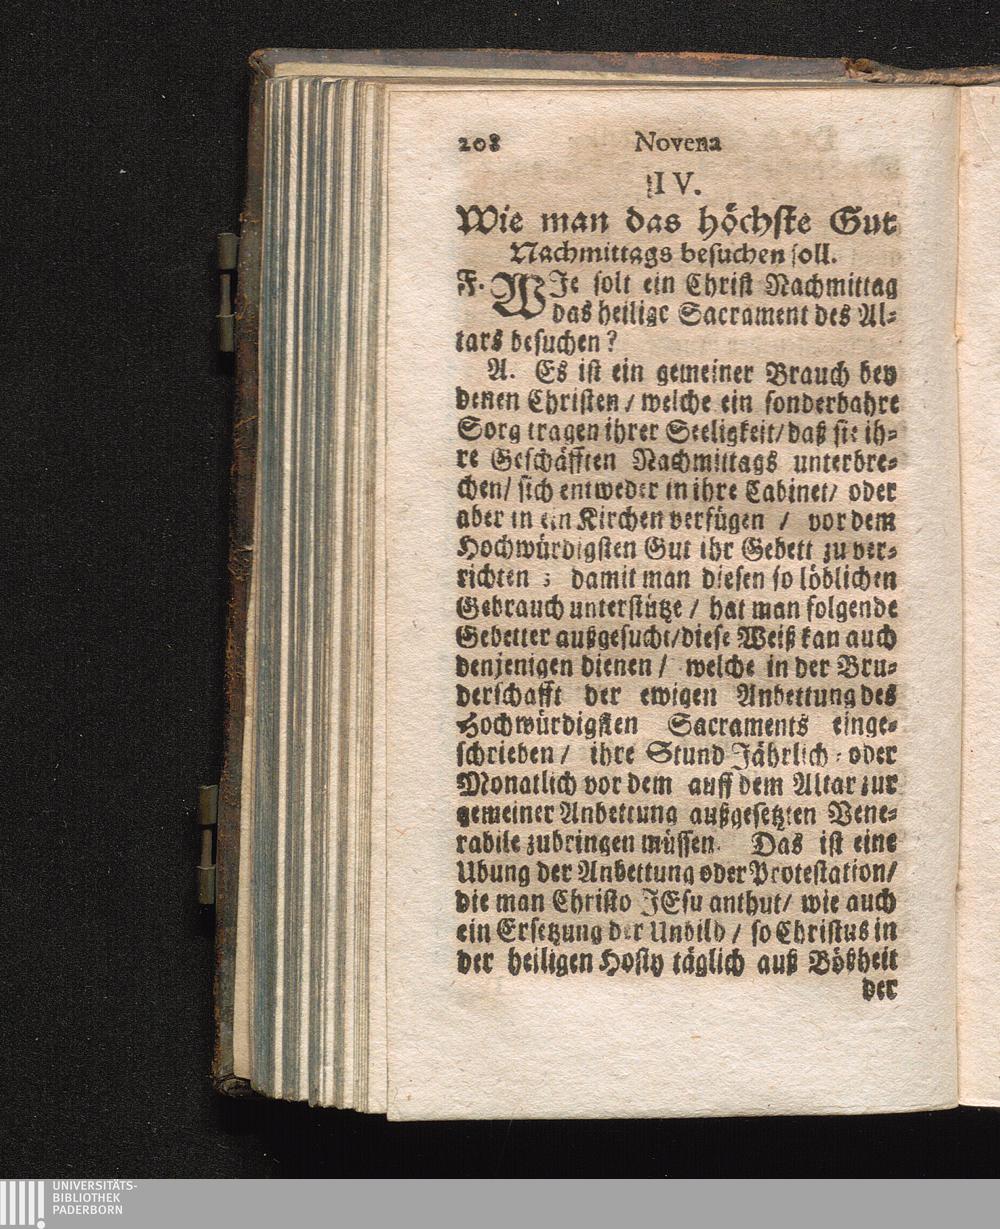 208 Novena
IV.
Wie man das höchste Gut
Nachmittags besuchen soll.
F. WJe solt ein Christ Nachmittag
das heilige Sacrament des Al-
tars besuchen?
A. Es ist ein gemeiner Brauch bey
denen Christen / welche ein sonderbahre
Sorg tragen ihrer Seeligkeit/ daß sie ih-
re Geschäfften Nachmittags unterbre-
chen/ sich entweder in ihre Cabinet/ oder
aber in ein Kirchen verfügen / vor dem
Hochwürdigsten Gut ihr Gebett zu ver-
richten ; damit man diesen so löblichen
Gebrauch unterstütze / hat man folgende
Gebetter außgesucht/ diese Weiß kan auch
denjenigen dienen / welche in der Bru-
derschafft der ewigen Anbettung des
Hochwürdigsten Sacraments einge-
schrieben / ihre Stund Jährlich- oder
Monatlich vor dem auff dem Altar zur
gemeiner Anbettung außgesetzten Vene-
rabile zubringen müssen. Das ist eine
Ubung der Anbettung oder Protestation/
die man Christo JEsu anthut/ wie auch
ein Ersetzung der Unbild / so Christus in
der heiligen Hosty täglich auß Bößheit
der
UNIVERSITÄTS-
BIBLIOTHEK
PADERBORN